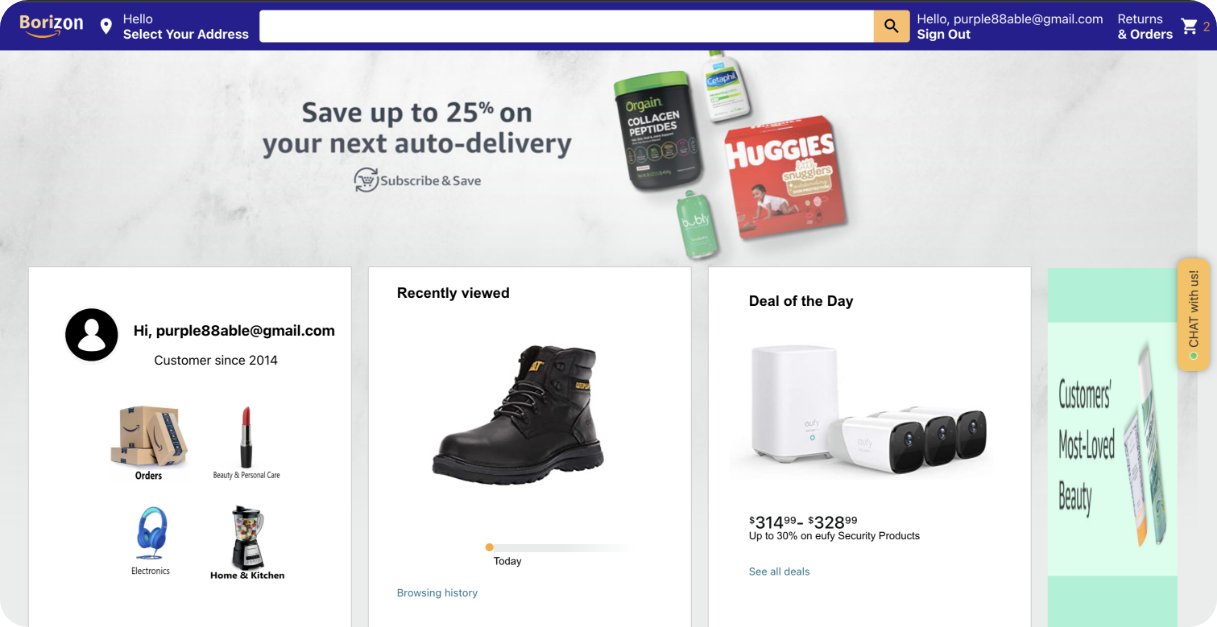 Borizon
Hello
Select Your Address
Hello, purple88able@gmail.com
Sign Out
Returns
& Orders
2
Save up to 25% on
your next auto-delivery
Subscribe & Save
Orgain
COLLAGEN
PEPTIDES
Cetaphil
HUGGIES
little
snugglers
bubly
CHAT with us!
Hi, purple88able@gmail.com
Customer since 2014
Orders
Beauty & Personal Care
Electronics
Home & Kitchen
Recently viewed
CAT
Today
Browsing history
Deal of the Day
eufy
eufy
$314.99- $328.99
Up to 30% on eufy Security Products
See all deals
Customers'
Most-Loved
Beauty